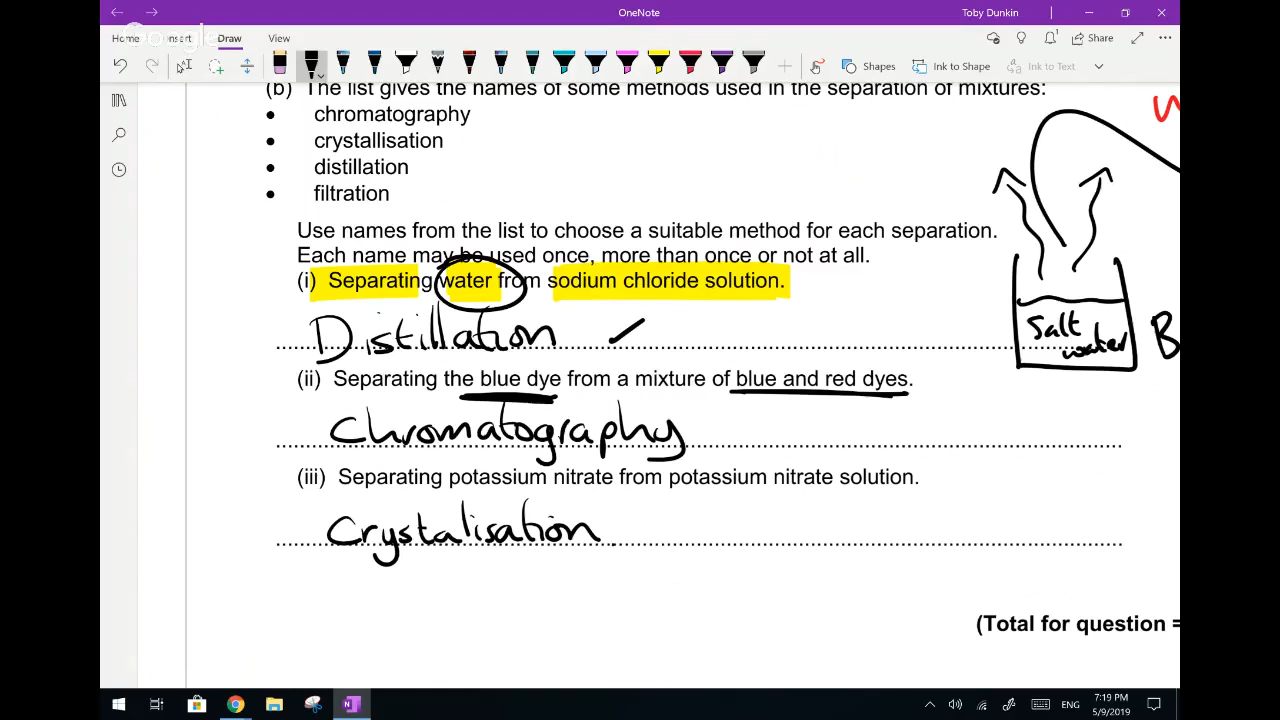 OneNote
Toby Dunkin
Google
Home Insert Draw View
Share
Shapes
Ink to Shape
Ink to Text
(b) The list gives the names of some methods used in the separation of mixtures:
• chromatography
• crystallisation
• distillation
• filtration
Use names from the list to choose a suitable method for each separation.
Each name may be used once, more than once or not at all.
(i) Separating water from sodium chloride solution.
Distillation
Salt
water
B
(ii) Separating the blue dye from a mixture of blue and red dyes.
Chromatography
(iii) Separating potassium nitrate from potassium nitrate solution.
Crystalisation
(Total for question =
ENG
7:19 PM
5/9/2019